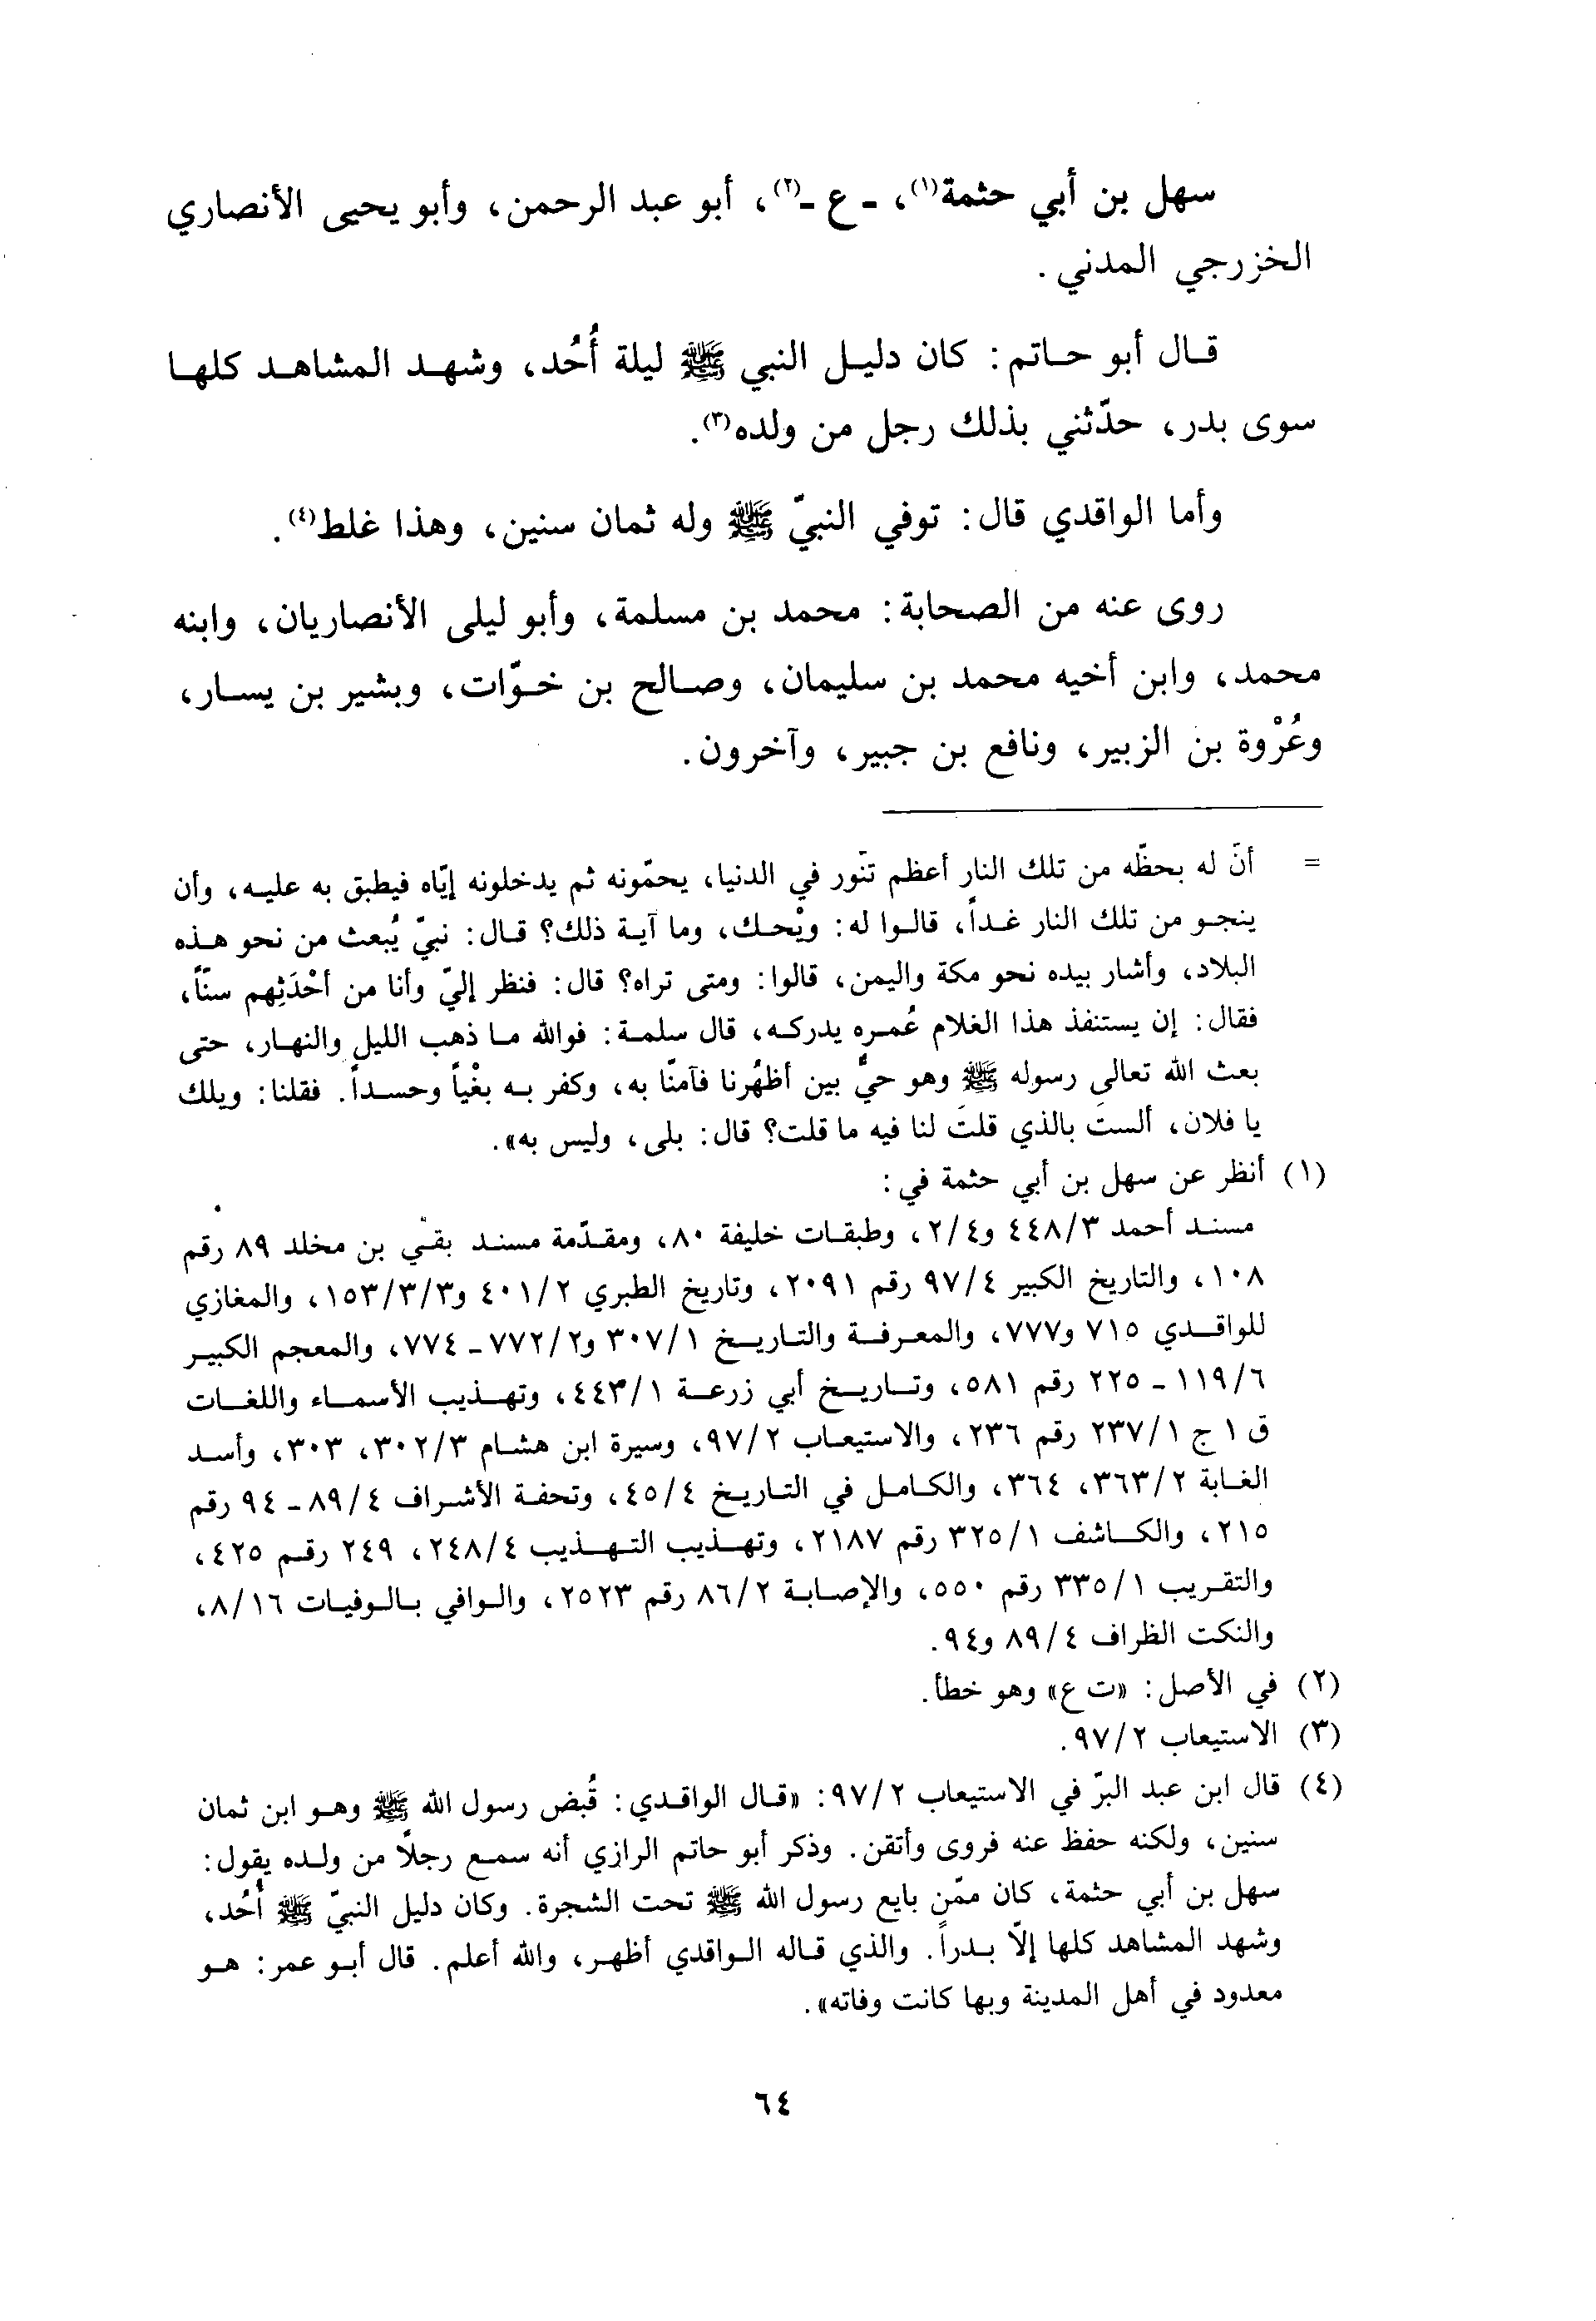 سهل بن أبي حثمة(١)، ـ ع ـ(٢)، أبو عبد الرحمن، وأبو يحيى الأنصاري
الخزرجي المدني.
قال أبو حاتم: كان دليل النبي ﷺ ليلة أُحُد، وشهد المشاهد كلها
سوى بدر، حدّثني بذلك رجل من ولده(٣).
وأما الواقدي قال: توفي النبيّ ﷺ وله ثمان سنين، وهذا غلط(٤).
روى عنه من الصحابة: محمد بن مسلمة، وأبو ليلى الأنصاريان، وابنه
محمد، وابن أخيه محمد بن سليمان، وصالح بن خوّات، وبشير بن يسار،
وعُرْوة بن الزبير، ونافع بن جبير، وآخرون.
= أنّ له بحظّه من تلك النار أعظم تنّور في الدنيا، يحمّونه ثم يدخلونه إيّاه فيطبق به عليه، وأن
ينجو من تلك النار غداً، قالوا له: ويْحك، وما آية ذلك؟ قال: نبيّ يُبعث من نحو هذه
البلاد، وأشار بيده نحو مكة واليمن، قالوا: ومتى تراه؟ قال: فنظر إليّ وأنا من أحْدَثِهم سنّاً،
فقال: إن يستنفذ هذا الغلام عُمره يدركه، قال سلمة: فوالله ما ذهب الليل والنهار، حتى
بعث الله تعالى رسوله ﷺ وهو حيٌّ بين أظهُرنا فآمنّا به، وكفر به بغْياً وحسداً. فقلنا: ويلك
يا فلان، ألستَ بالذي قلتَ لنا فيه ما قلت؟ قال: بلى، وليس به».
(١) أنظر عن سهل بن أبي حثمة في:
مسند أحمد ٤٤٨/٣ و٢/٤، وطبقات خليفة ٨٠، ومقدّمة مسند بقيّ بن مخلد ٨٩ رقم
١٠٨، والتاريخ الكبير ٩٧/٤ رقم ٢٠٩١، وتاريخ الطبري ٤٠١/٢ و١٥٣/٣/٣، والمغازي
للواقدي ٧١٥ و٧٧٧، والمعرفة والتاريخ ٣٠٧/١ و٧٧٢/٢ ـ ٧٧٤، والمعجم الكبير
١١٩/٦ ـ ٢٢٥ رقم ٥٨١، وتاريخ أبي زرعة ٤٤٣/١، وتهذيب الأسماء واللغات
ق ١ ج ٢٣٧/١ رقم ٢٣٦، والاستيعاب ٩٧/٢، وسيرة ابن هشام ٣٠٢/٣، ٣٠٣، وأسد
الغابة ٣٦٣/٢، ٣٦٤، والكامل في التاريخ ٤٥/٤، وتحفة الأشراف ٨٩/٤ ـ ٩٤ رقم
٢١٥، والكاشف ٣٢٥/١ رقم ٢١٨٧، وتهذيب التهذيب ٢٤٨/٤، ٢٤٩ رقم ٤٢٥،
والتقريب ٣٣٥/١ رقم ٥٥٠، والإصابة ٨٦/٢ رقم ٢٥٢٣، والوافي بالوفيات ٨/١٦،
والنكت الظراف ٨٩/٤ و٩٤.
(٢) في الأصل: «ت ع» وهو خطأ.
(٣) الاستيعاب ٩٧/٢.
(٤) قال ابن عبد البرّ في الاستيعاب ٩٧/٢: «قال الواقدي: قُبض رسول الله ﷺ وهو ابن ثمان
سنين، ولكنه حفظ عنه فروى وأتقن. وذكر أبو حاتم الرازي أنه سمع رجلاً من ولده يقول:
سهل بن أبي حثمة، كان ممّن بايع رسول الله ﷺ تحت الشجرة. وكان دليل النبيّ ﷺ أُحُد،
وشهد المشاهد كلها إلاّ بدراً. والذي قاله الواقدي أظهر، والله أعلم. قال أبو عمر: هو
معدود في أهل المدينة وبها كانت وفاته».
٦٤